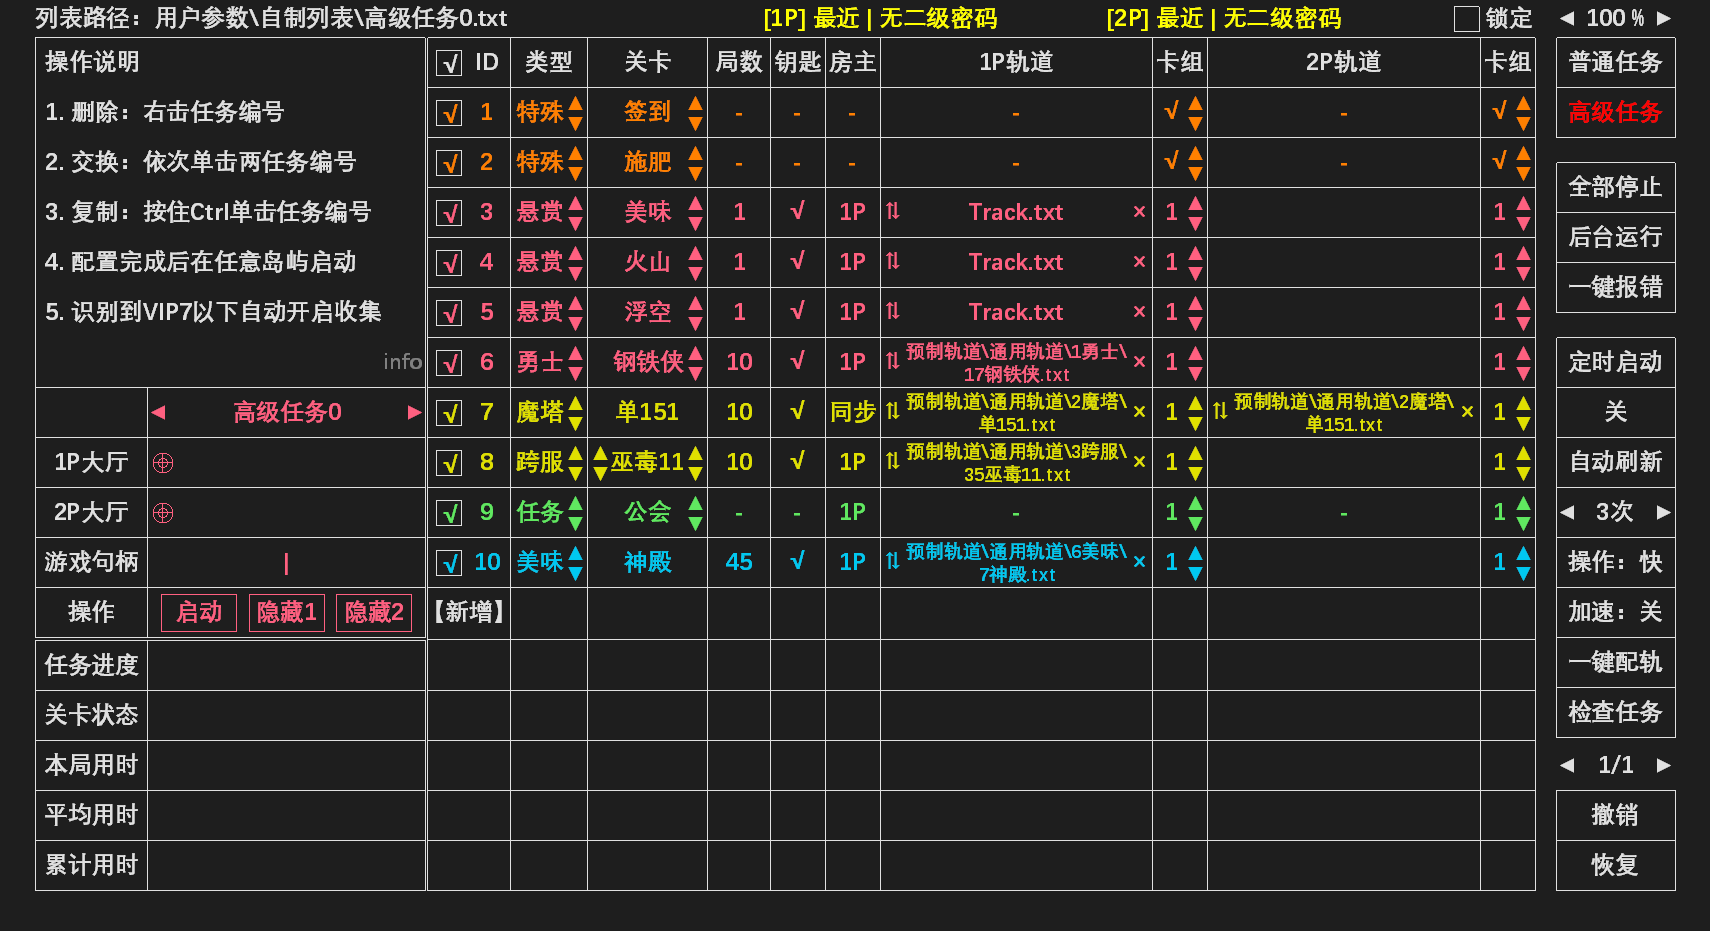 列表路径：用户参数\自制列表\高级任务0.txt [1P] 最近 | 无二级密码 [2P] 最近 | 无二级密码 锁定 ◀ 100 % ▶
操作说明
1. 删除：右击任务编号
2. 交换：依次单击两任务编号
3. 复制：按住Ctrl单击任务编号
4. 配置完成后在任意岛屿启动
5. 识别到VIP7以下自动开启收集
info
◀ 高级任务0 ▶
1P大厅
2P大厅
游戏句柄 |
操作 启动 隐藏1 隐藏2
任务进度
关卡状态
本局用时
平均用时
累计用时
√ ID 类型 关卡 局数 钥匙 房主 1P轨道 卡组 2P轨道 卡组
√ 1 特殊 ▲▼ 签到 ▲▼ - - - - √ ▲▼ - √ ▲▼
√ 2 特殊 ▲▼ 施肥 ▲▼ - - - - √ ▲▼ - √ ▲▼
√ 3 悬赏 ▲▼ 美味 ▲▼ 1 √ 1P ⇅ Track.txt × 1 ▲▼ 1 ▲▼
√ 4 悬赏 ▲▼ 火山 ▲▼ 1 √ 1P ⇅ Track.txt × 1 ▲▼ 1 ▲▼
√ 5 悬赏 ▲▼ 浮空 ▲▼ 1 √ 1P ⇅ Track.txt × 1 ▲▼ 1 ▲▼
√ 6 勇士 ▲▼ 钢铁侠 ▲▼ 10 √ 1P ⇅ 预制轨道\通用轨道\1勇士\
17钢铁侠.txt × 1 ▲▼ 1 ▲▼
√ 7 魔塔 ▲▼ 单151 10 √ 同步 ⇅ 预制轨道\通用轨道\2魔塔\
单151.txt × 1 ▲▼ ⇅ 预制轨道\通用轨道\2魔塔\
单151.txt × 1 ▲▼
√ 8 跨服 ▲▼ ▲▼ 巫毒11 ▲▼ 10 √ 1P ⇅ 预制轨道\通用轨道\3跨服\
35巫毒11.txt × 1 ▲▼ 1 ▲▼
√ 9 任务 ▲▼ 公会 ▲▼ - - 1P - 1 ▲▼ - 1 ▲▼
√ 10 美味 ▲▼ 神殿 45 √ 1P ⇅ 预制轨道\通用轨道\6美味\
7神殿.txt × 1 ▲▼ 1 ▲▼
【新增】
普通任务
高级任务
全部停止
后台运行
一键报错
定时启动
关
自动刷新
◀ 3次 ▶
操作：快
加速：关
一键配轨
检查任务
◀ 1/1 ▶
撤销
恢复